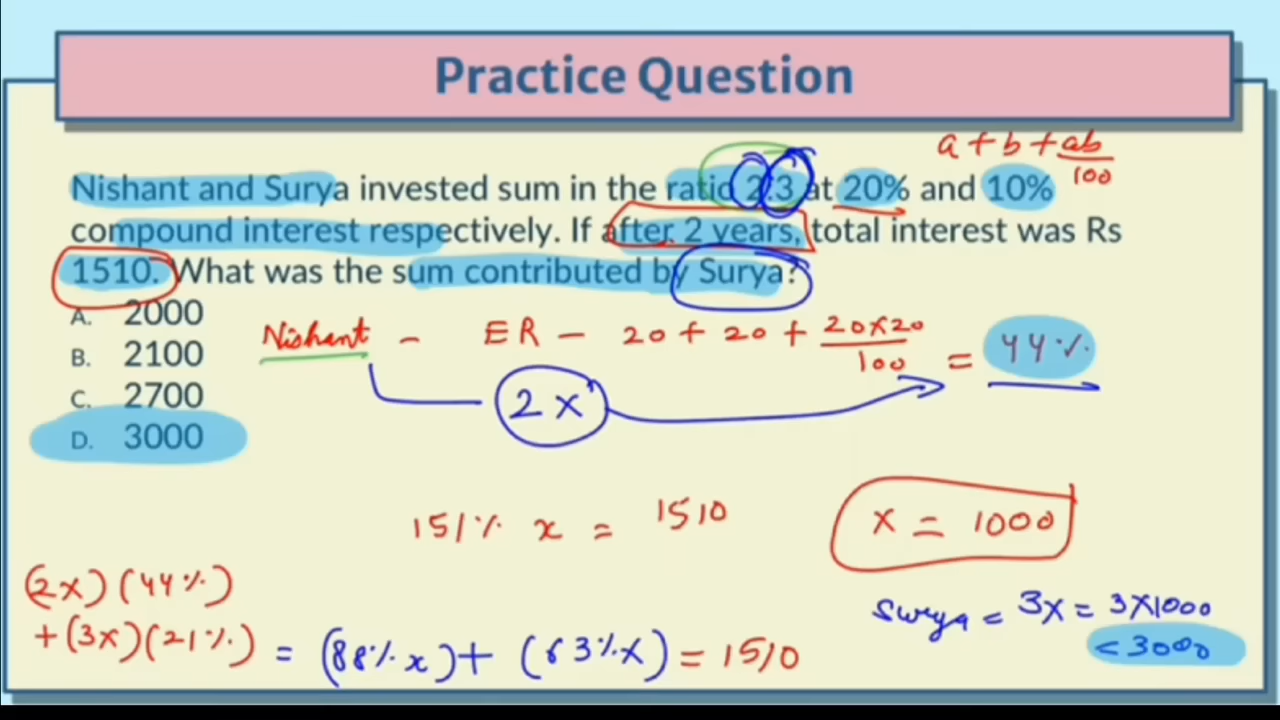 Practice Question
a + b + ab/100
Nishant and Surya invested sum in the ratio 2:3 at 20% and 10%
compound interest respectively. If after 2 years, total interest was Rs
1510. What was the sum contributed by Surya?
A. 2000
B. 2100
C. 2700
D. 3000
Nishant - ER - 20 + 20 + 20×20/100 = 44%
2x
151% x = 1510
x = 1000
(2x)(44%)
+(3x)(21%) = (88% x) + (63% x) = 1510
Surya = 3x = 3×1000
= 3000